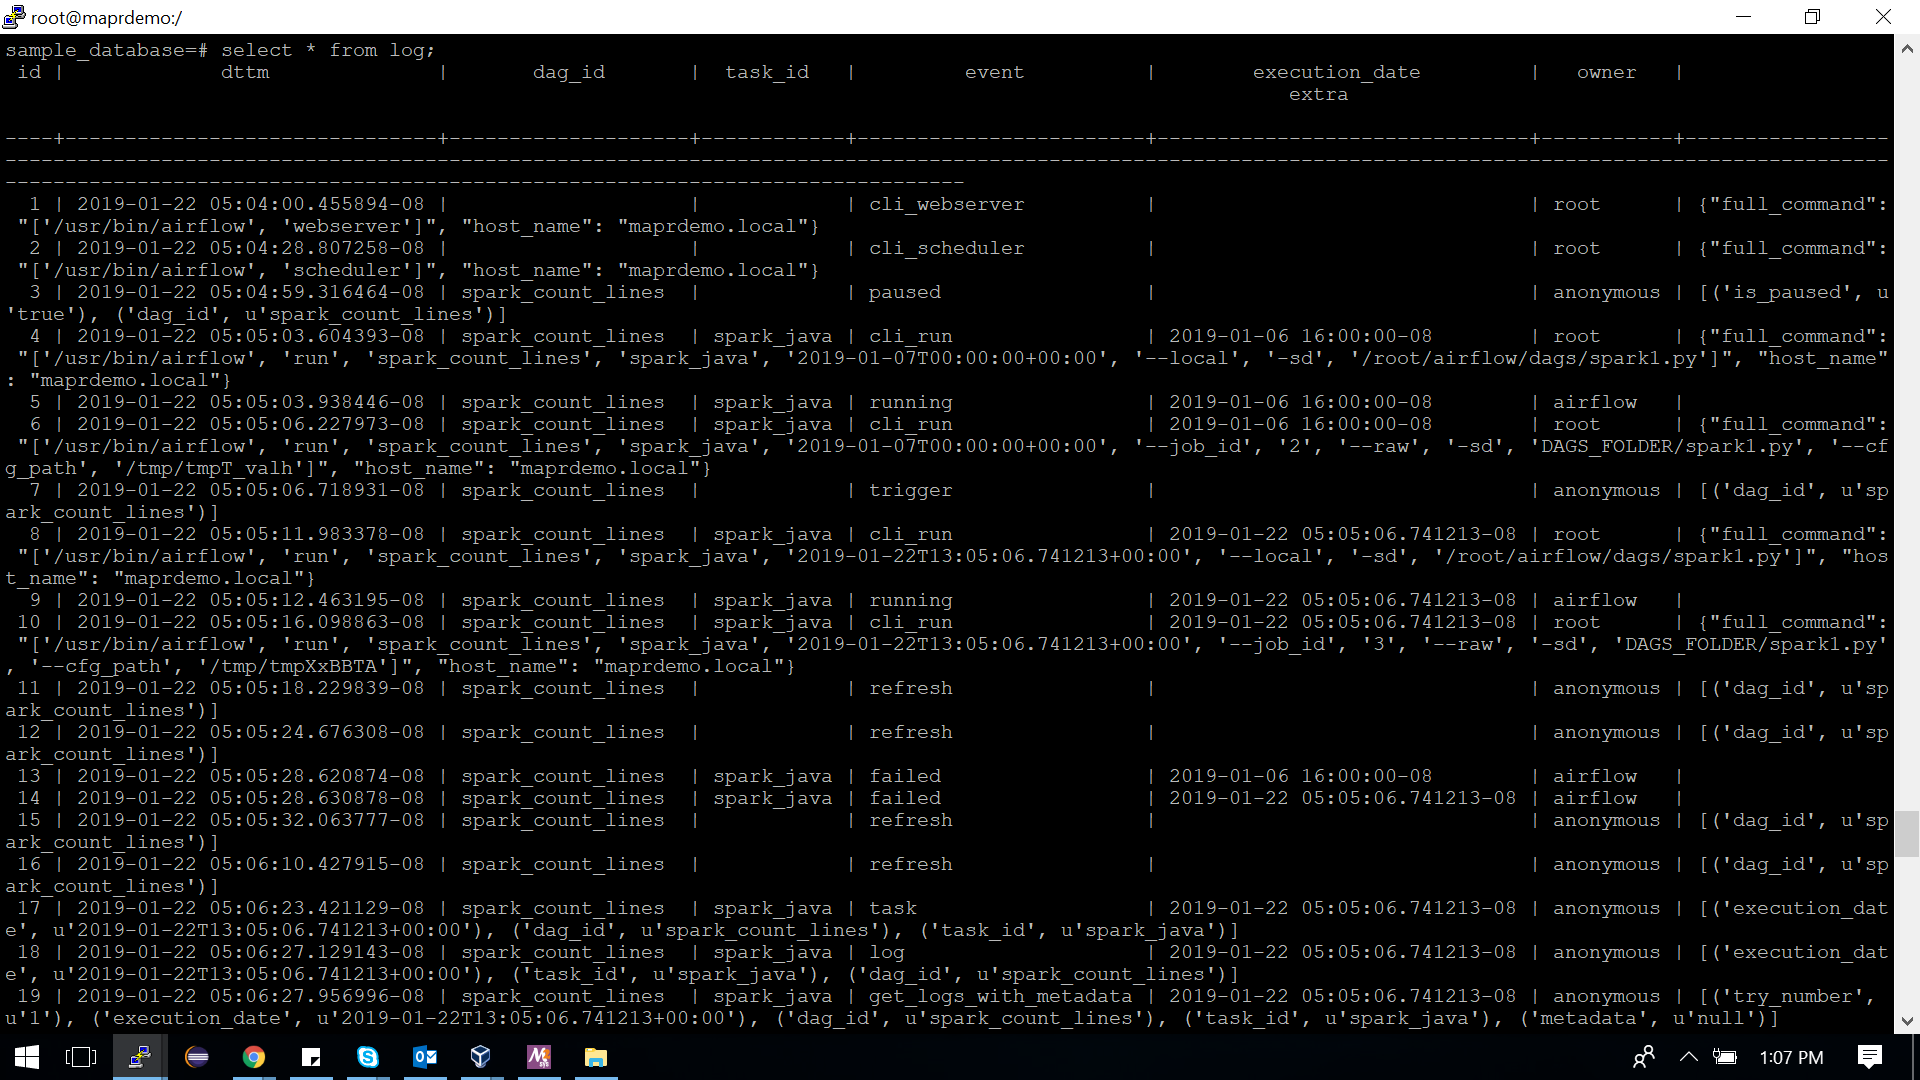 root@maprdemo:/
sample_database=# select * from log;
 id |             dttm              |       dag_id       |  task_id   |         event          |        execution_date         |   owner   |
                                                           extra
----+-------------------------------+--------------------+------------+------------------------+-------------------------------+-----------+-----------------
-------------------------------------------------------------------------------------------------------------------------------------------------------------
--------------------------------------------------------------------------------
  1 | 2019-01-22 05:04:00.455894-08 |                    |            | cli_webserver          |                               | root      | {"full_command":
 "['/usr/bin/airflow', 'webserver']", "host_name": "maprdemo.local"}
  2 | 2019-01-22 05:04:28.807258-08 |                    |            | cli_scheduler          |                               | root      | {"full_command":
 "['/usr/bin/airflow', 'scheduler']", "host_name": "maprdemo.local"}
  3 | 2019-01-22 05:04:59.316464-08 | spark_count_lines  |            | paused                 |                               | anonymous | [('is_paused', u
'true'), ('dag_id', u'spark_count_lines')]
  4 | 2019-01-22 05:05:03.604393-08 | spark_count_lines  | spark_java | cli_run                | 2019-01-06 16:00:00-08        | root      | {"full_command":
 "['/usr/bin/airflow', 'run', 'spark_count_lines', 'spark_java', '2019-01-07T00:00:00+00:00', '--local', '-sd', '/root/airflow/dags/spark1.py']", "host_name"
: "maprdemo.local"}
  5 | 2019-01-22 05:05:03.938446-08 | spark_count_lines  | spark_java | running                | 2019-01-06 16:00:00-08        | airflow   |
  6 | 2019-01-22 05:05:06.227973-08 | spark_count_lines  | spark_java | cli_run                | 2019-01-06 16:00:00-08        | root      | {"full_command":
 "['/usr/bin/airflow', 'run', 'spark_count_lines', 'spark_java', '2019-01-07T00:00:00+00:00', '--job_id', '2', '--raw', '-sd', 'DAGS_FOLDER/spark1.py', '--cf
g_path', '/tmp/tmpT_valh']", "host_name": "maprdemo.local"}
  7 | 2019-01-22 05:05:06.718931-08 | spark_count_lines  |            | trigger                |                               | anonymous | [('dag_id', u'sp
ark_count_lines')]
  8 | 2019-01-22 05:05:11.983378-08 | spark_count_lines  | spark_java | cli_run                | 2019-01-22 05:05:06.741213-08 | root      | {"full_command":
 "['/usr/bin/airflow', 'run', 'spark_count_lines', 'spark_java', '2019-01-22T13:05:06.741213+00:00', '--local', '-sd', '/root/airflow/dags/spark1.py']", "hos
t_name": "maprdemo.local"}
  9 | 2019-01-22 05:05:12.463195-08 | spark_count_lines  | spark_java | running                | 2019-01-22 05:05:06.741213-08 | airflow   |
 10 | 2019-01-22 05:05:16.098863-08 | spark_count_lines  | spark_java | cli_run                | 2019-01-22 05:05:06.741213-08 | root      | {"full_command":
 "['/usr/bin/airflow', 'run', 'spark_count_lines', 'spark_java', '2019-01-22T13:05:06.741213+00:00', '--job_id', '3', '--raw', '-sd', 'DAGS_FOLDER/spark1.py'
, '--cfg_path', '/tmp/tmpXxBBTA']", "host_name": "maprdemo.local"}
 11 | 2019-01-22 05:05:18.229839-08 | spark_count_lines  |            | refresh                |                               | anonymous | [('dag_id', u'sp
ark_count_lines')]
 12 | 2019-01-22 05:05:24.676308-08 | spark_count_lines  |            | refresh                |                               | anonymous | [('dag_id', u'sp
ark_count_lines')]
 13 | 2019-01-22 05:05:28.620874-08 | spark_count_lines  | spark_java | failed                 | 2019-01-06 16:00:00-08        | airflow   |
 14 | 2019-01-22 05:05:28.630878-08 | spark_count_lines  | spark_java | failed                 | 2019-01-22 05:05:06.741213-08 | airflow   |
 15 | 2019-01-22 05:05:32.063777-08 | spark_count_lines  |            | refresh                |                               | anonymous | [('dag_id', u'sp
ark_count_lines')]
 16 | 2019-01-22 05:06:10.427915-08 | spark_count_lines  |            | refresh                |                               | anonymous | [('dag_id', u'sp
ark_count_lines')]
 17 | 2019-01-22 05:06:23.421129-08 | spark_count_lines  | spark_java | task                   | 2019-01-22 05:05:06.741213-08 | anonymous | [('execution_dat
e', u'2019-01-22T13:05:06.741213+00:00'), ('dag_id', u'spark_count_lines'), ('task_id', u'spark_java')]
 18 | 2019-01-22 05:06:27.129143-08 | spark_count_lines  | spark_java | log                    | 2019-01-22 05:05:06.741213-08 | anonymous | [('execution_dat
e', u'2019-01-22T13:05:06.741213+00:00'), ('task_id', u'spark_java'), ('dag_id', u'spark_count_lines')]
 19 | 2019-01-22 05:06:27.956996-08 | spark_count_lines  | spark_java | get_logs_with_metadata | 2019-01-22 05:05:06.741213-08 | anonymous | [('try_number',
u'1'), ('execution_date', u'2019-01-22T13:05:06.741213+00:00'), ('dag_id', u'spark_count_lines'), ('task_id', u'spark_java'), ('metadata', u'null')]
1:07 PM